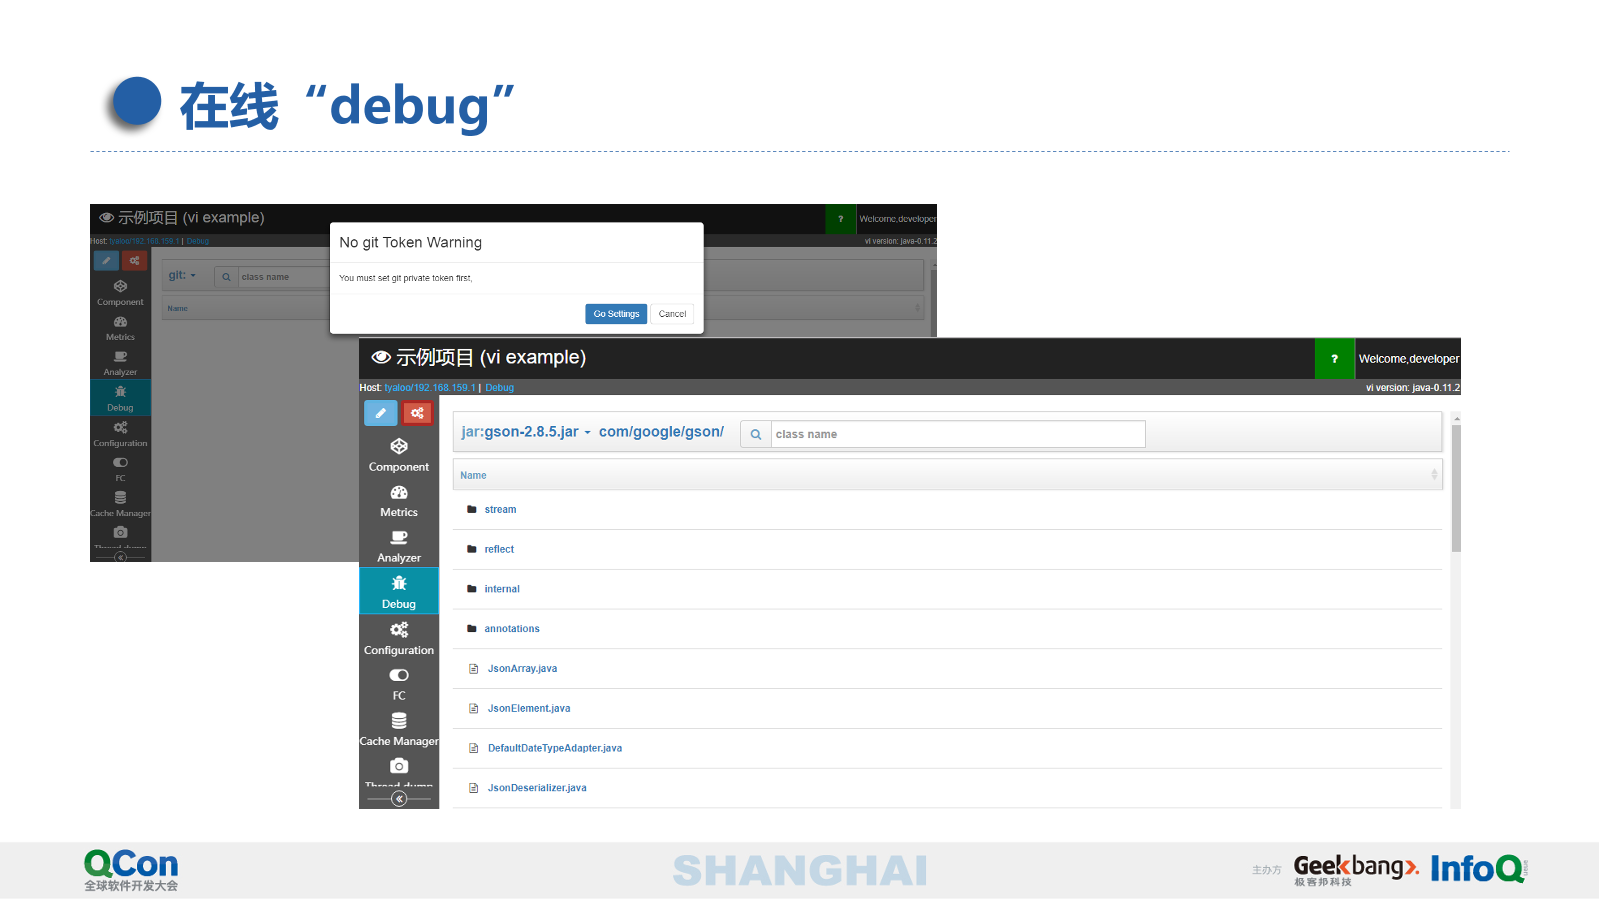 在线“debug”
示例项目 (vi example)
?
Welcome,developer
Host: tyaloo/192.168.159.1 | Debug
vi version: java-0.11.2
git:
class name
Name
Component
Metrics
Analyzer
Debug
Configuration
FC
Cache Manager
Thread dump
No git Token Warning
You must set git private token first,
Go Settings
Cancel
示例项目 (vi example)
?
Welcome,developer
Host: tyaloo/192.168.159.1 | Debug
vi version: java-0.11.2
Component
Metrics
Analyzer
Debug
Configuration
FC
Cache Manager
Thread dump
jar:gson-2.8.5.jar com/google/gson/
class name
Name
stream
reflect
internal
annotations
JsonArray.java
JsonElement.java
DefaultDateTypeAdapter.java
JsonDeserializer.java
QCon
全球软件开发大会
SHANGHAI
主办方
Geekbang>.
极客邦科技
InfoQ